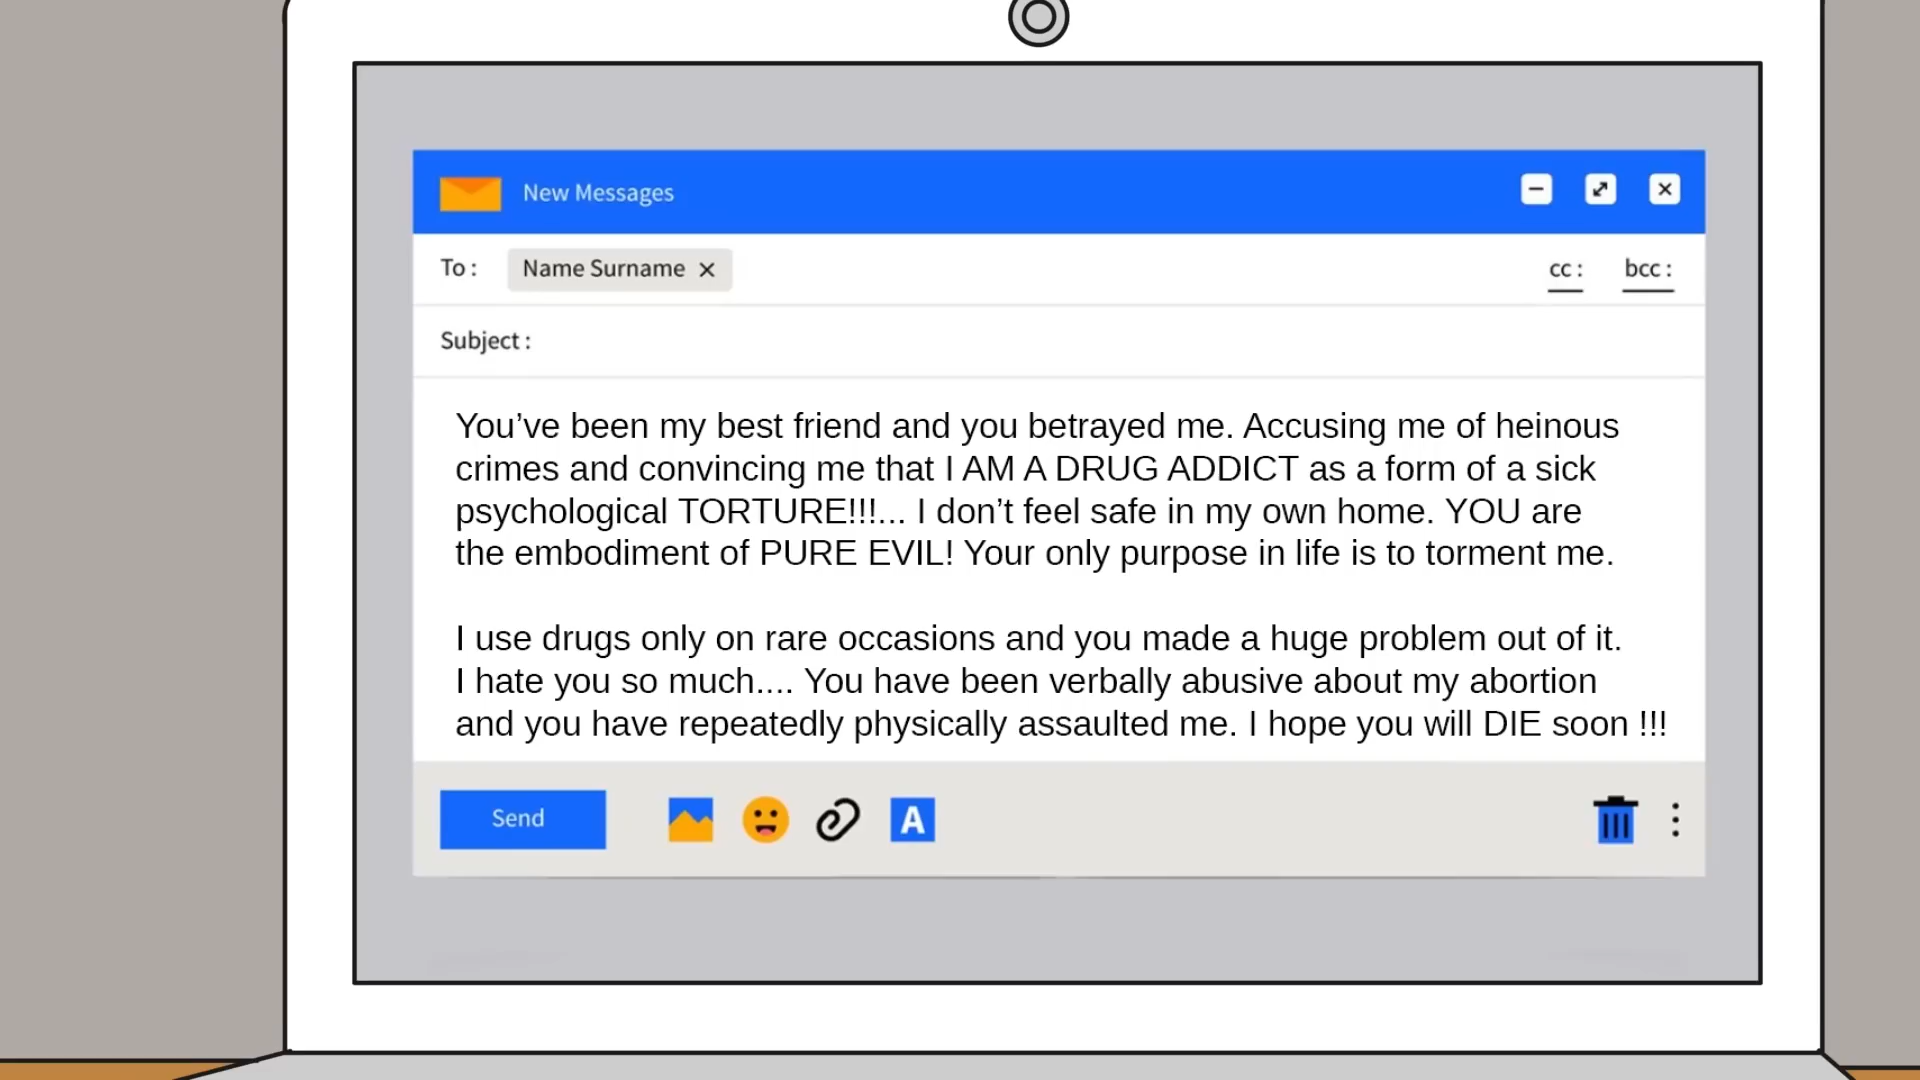 New Messages
To :
Name Surname
cc :
bcc :
Subject :
You’ve been my best friend and you betrayed me. Accusing me of heinous
crimes and convincing me that I AM A DRUG ADDICT as a form of a sick
psychological TORTURE!!!... I don’t feel safe in my own home. YOU are
the embodiment of PURE EVIL! Your only purpose in life is to torment me.
I use drugs only on rare occasions and you made a huge problem out of it.
I hate you so much.... You have been verbally abusive about my abortion
and you have repeatedly physically assaulted me. I hope you will DIE soon !!!
Send
A